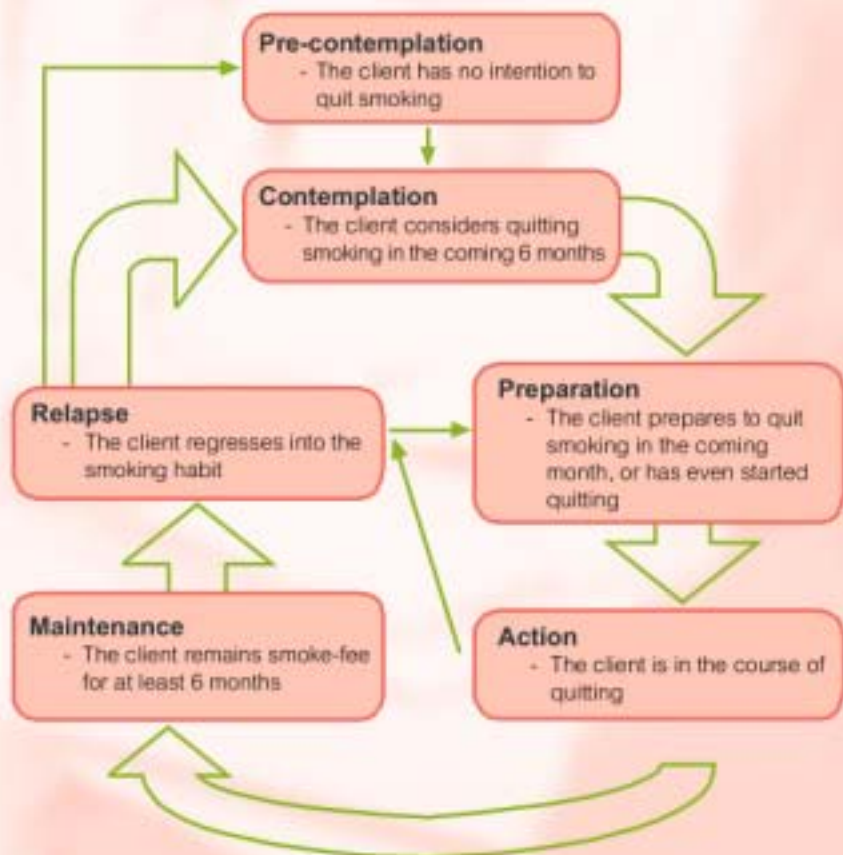 Pre-contemplation
- The client has no intention to
quit smoking
Contemplation
- The client considers quitting
smoking in the coming 6 months
Relapse
- The client regresses into the
smoking habit
Preparation
- The client prepares to quit
smoking in the coming
month, or has even started
quitting
Maintenance
- The client remains smoke-fee
for at least 6 months
Action
- The client is in the course of
quitting